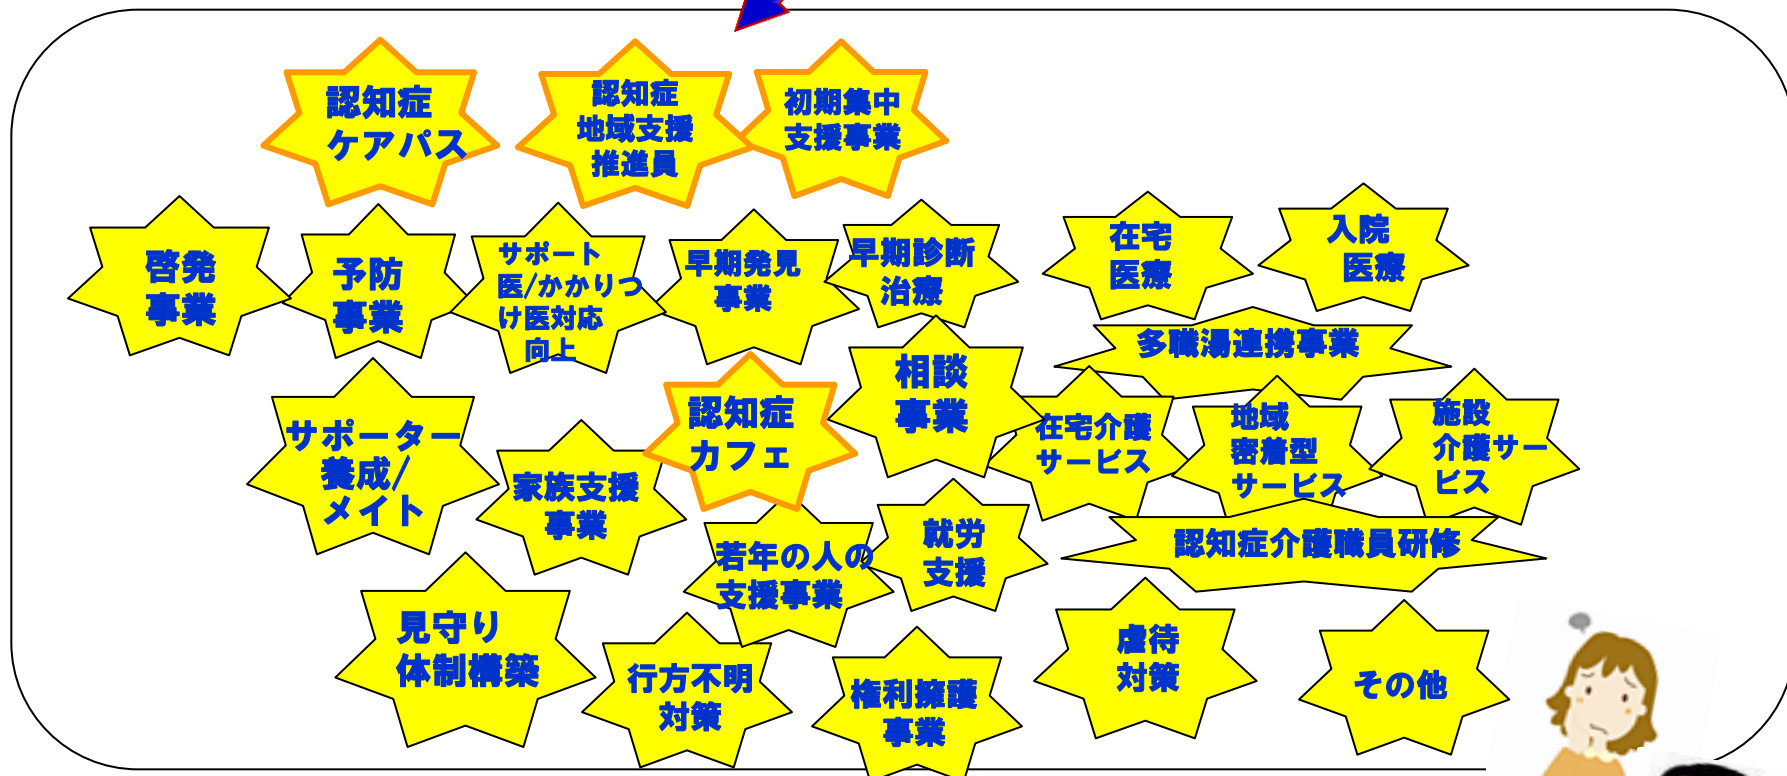 認知症
ケアパス
認知症
地域支援
推進員
初期集中
支援事業
啓発
事業
予防
事業
サポート
医/かかりつ
け医対応
向上
早期発見
事業
早期診断
治療
在宅
医療
入院
医療
多職湯連携事業
相談
事業
認知症
カフェ
サポーター
養成/
メイト
家族支援
事業
在宅介護
サービス
地域
密着型
サービス
施設
介護サー
ビス
認知症介護職員研修
若年の人の
支援事業
就労
支援
見守り
体制構築
行方不明
対策
権利擁護
事業
虐待
対策
その他